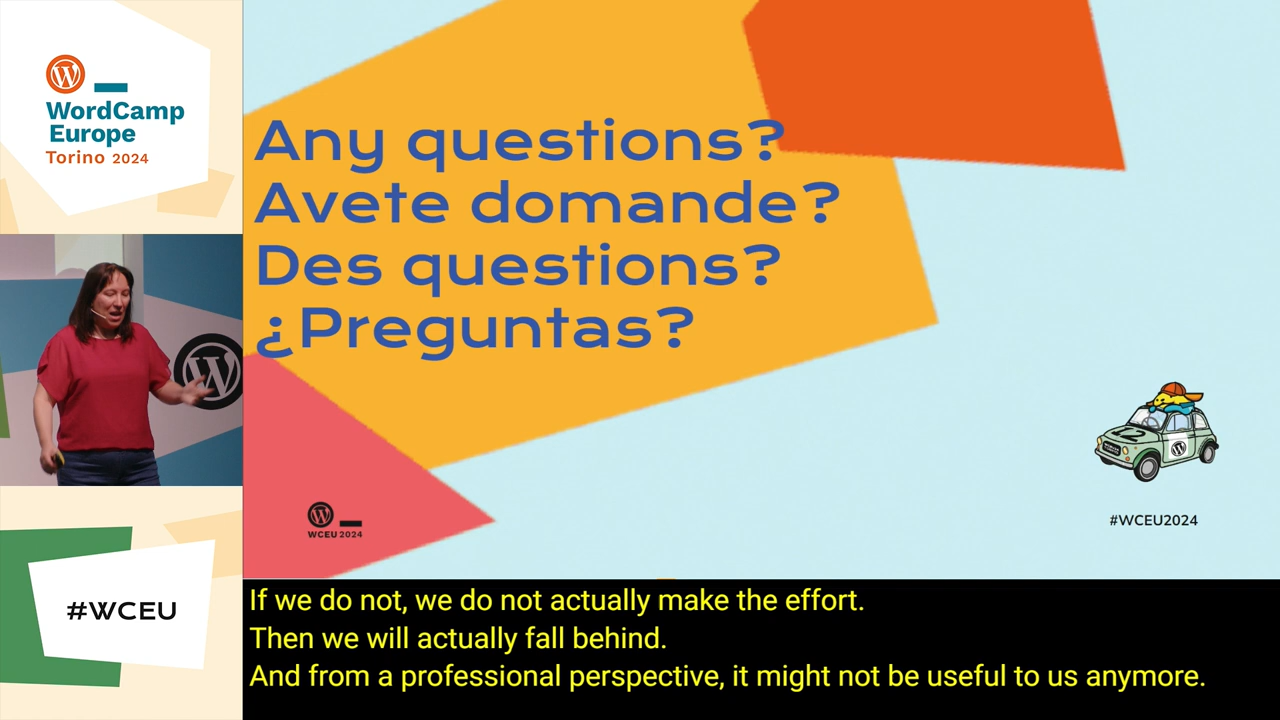 WordCamp
Europe
Torino 2024
Any questions?
Avete domande?
Des questions?
¿Preguntas?
12
WCEU 2024
#WCEU2024
#WCEU
If we do not, we do not actually make the effort.
Then we will actually fall behind.
And from a professional perspective, it might not be useful to us anymore.